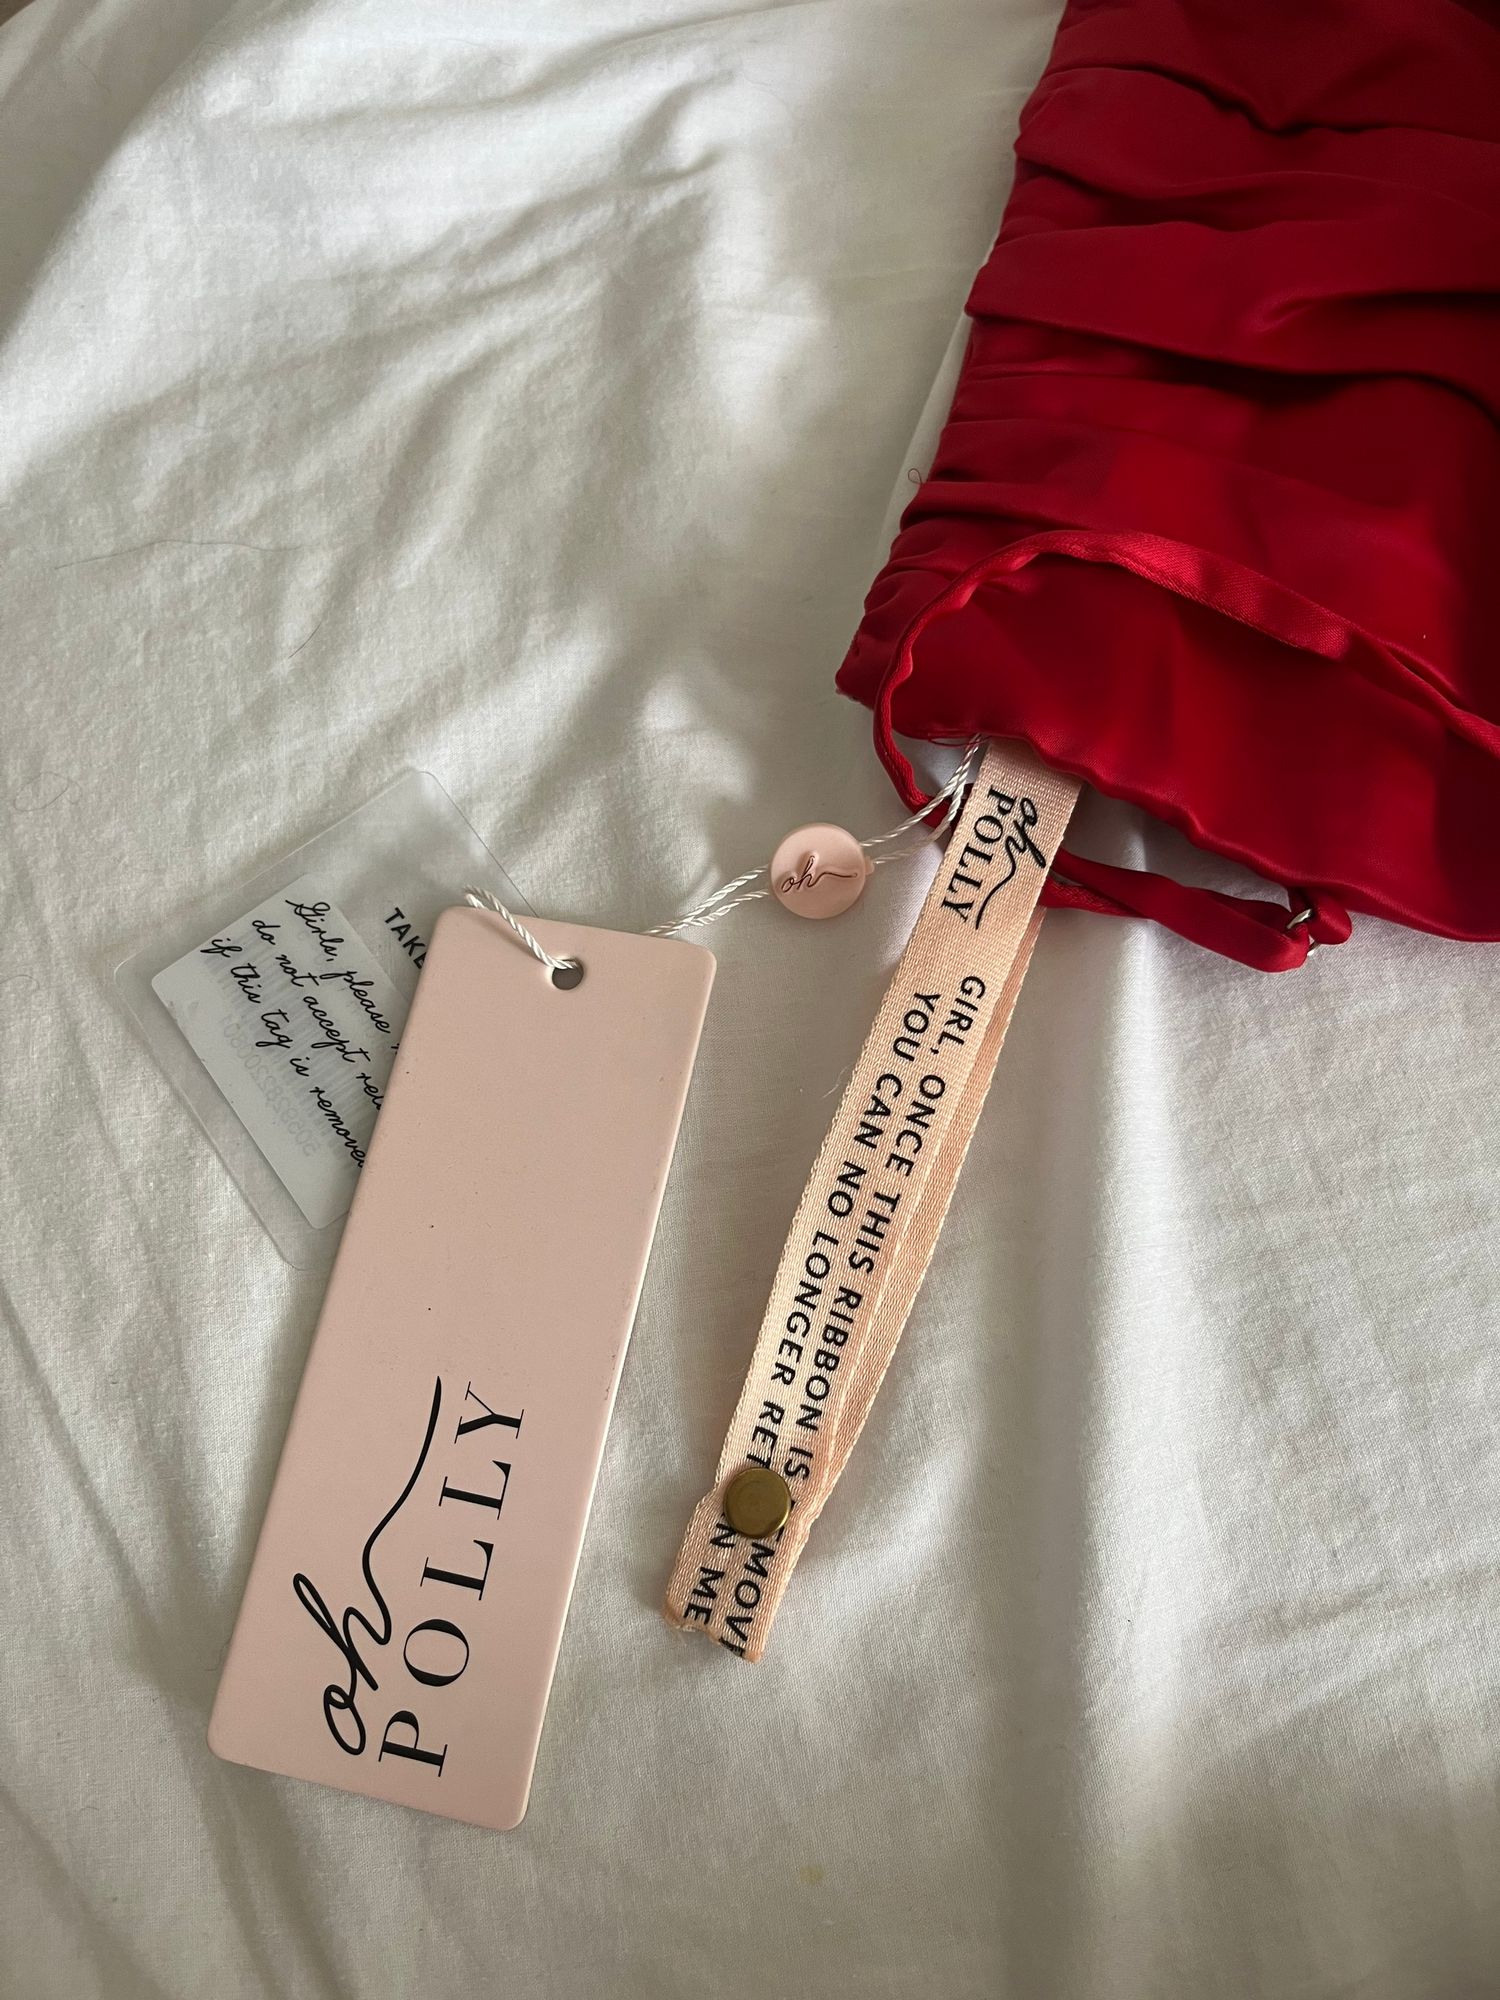 TAKE
Girls, please
do not accept
if this tag is
oh
oh
POLLY
GIRL, ONCE THIS RIBBON IS
YOU CAN NO LONGER
ME
oh
POLLY